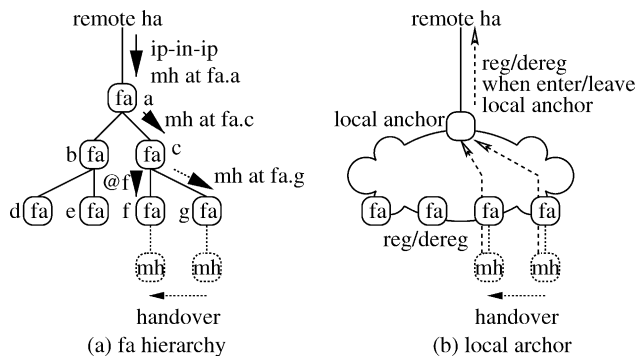 remote ha
ip-in-ip
mh at fa.a
fa a
mh at fa.c
b fa
fa c
@f
mh at fa.g
d fa
e fa
f fa
g fa
mh
mh
handover
(a) fa hierarchy
remote ha
reg/dereg
when enter/leave
local anchor
local anchor
fa
fa
fa
fa
reg/dereg
mh
mh
handover
(b) local archor